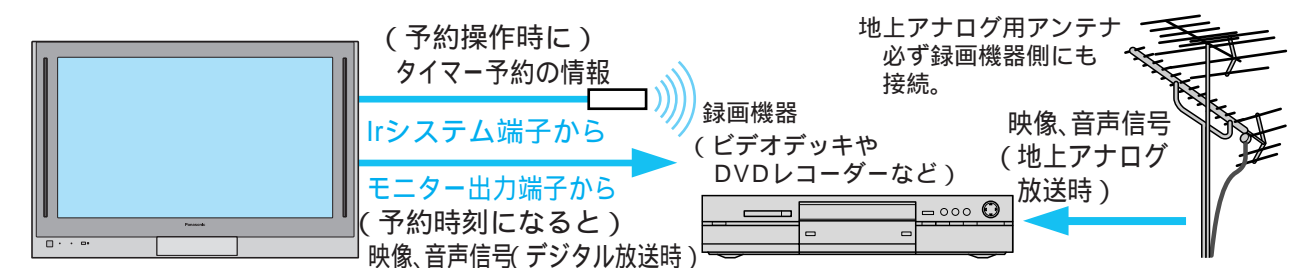 (予約操作時に)
タイマー予約の情報
Irシステム端子から
モニター出力端子から
(予約時刻になると)
映像、音声信号(デジタル放送時)
Panasonic
録画機器
(ビデオデッキや
DVDレコーダーなど)
地上アナログ用アンテナ
必ず録画機器側にも
接続。
映像、音声信号
(地上アナログ
放送時)